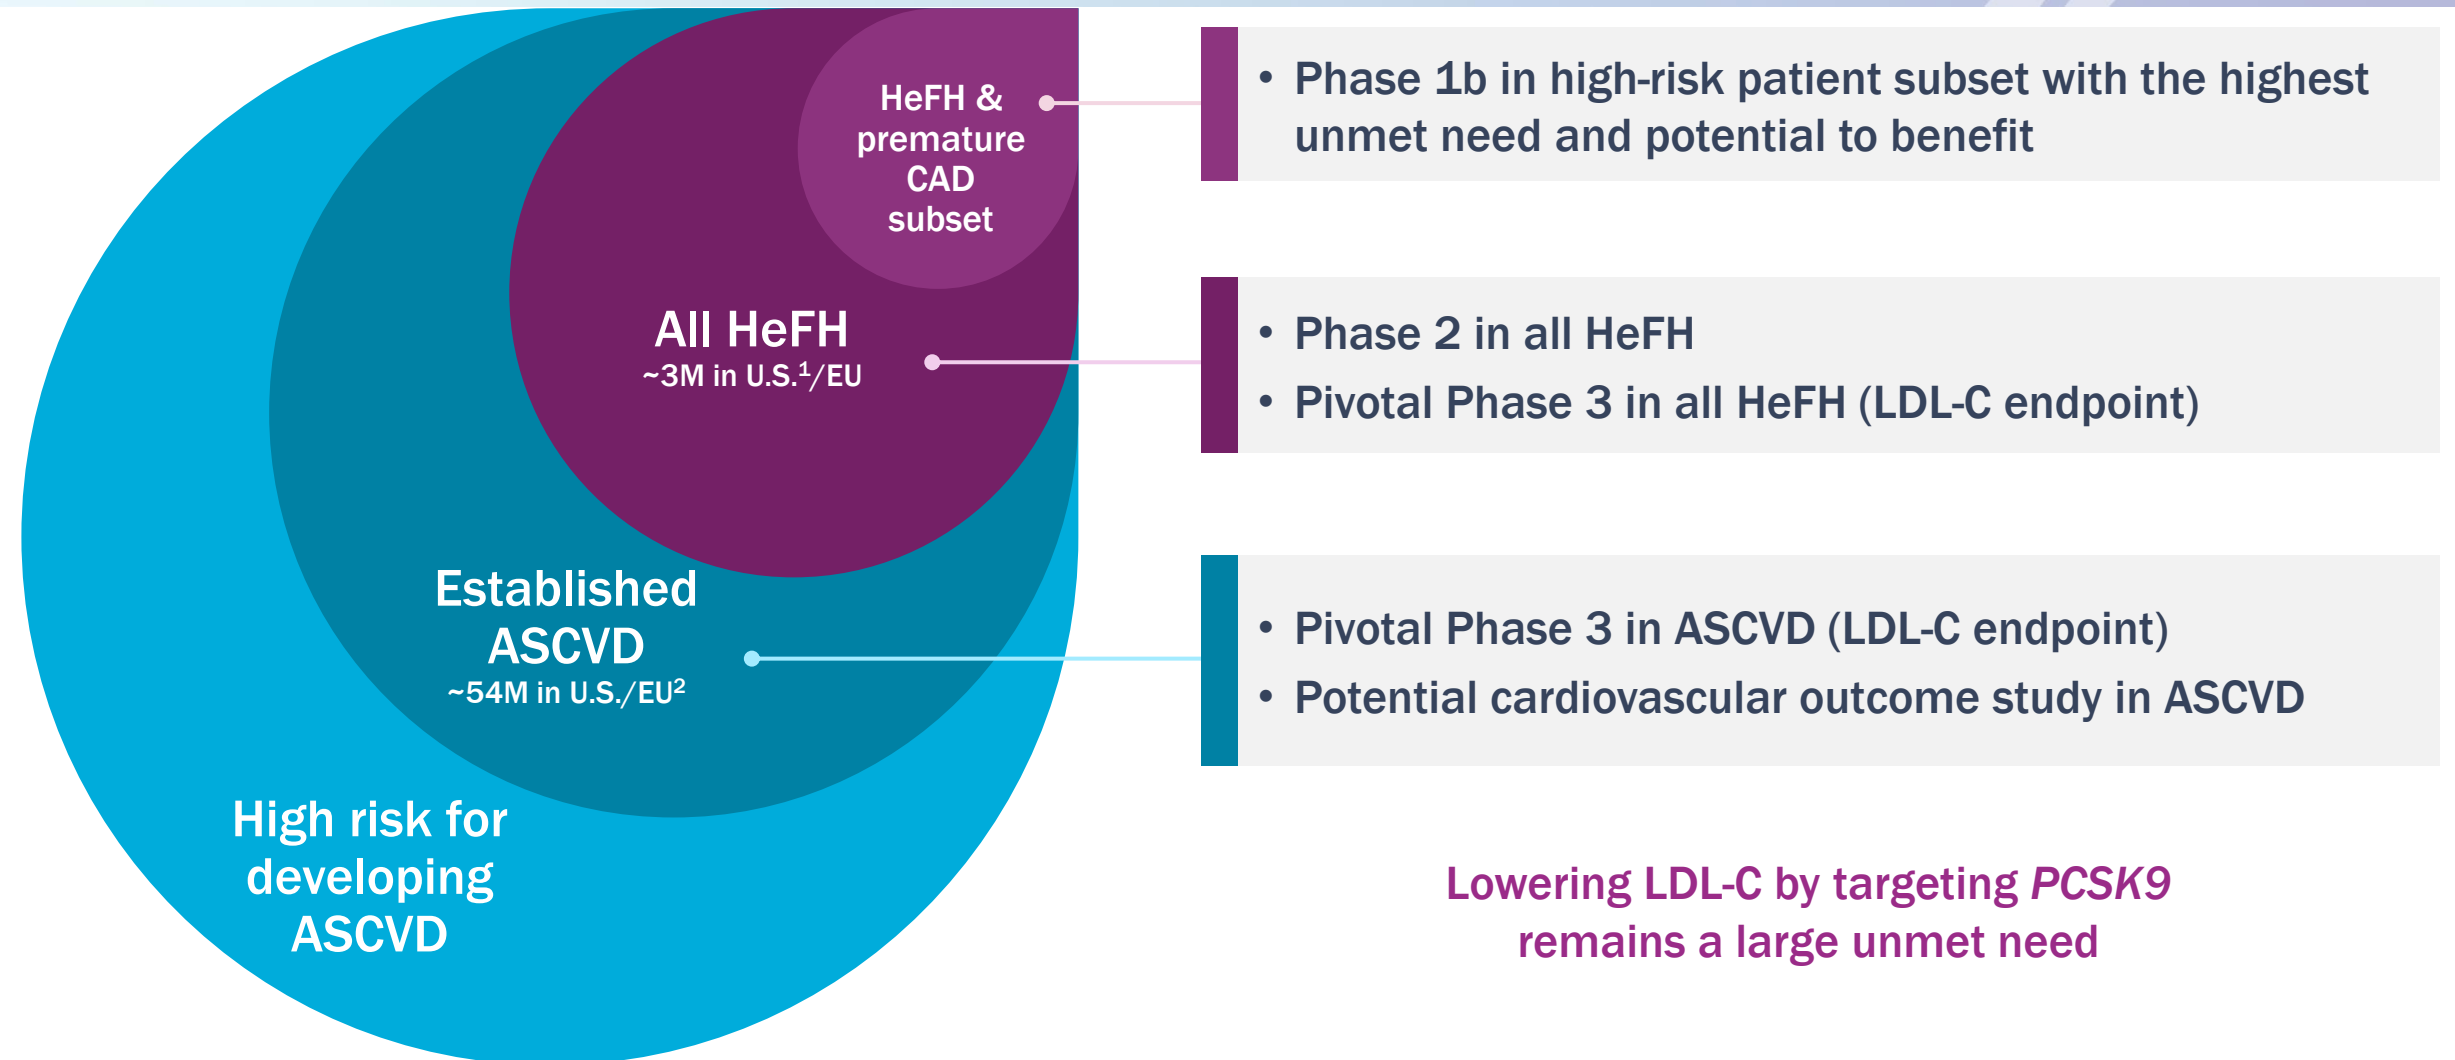 HeFH &
premature
CAD
subset
• Phase 1b in high-risk patient subset with the highest
unmet need and potential to benefit
All HeFH
~3M in U.S.¹/EU
• Phase 2 in all HeFH
• Pivotal Phase 3 in all HeFH (LDL-C endpoint)
Established
ASCVD
~54M in U.S./EU²
• Pivotal Phase 3 in ASCVD (LDL-C endpoint)
• Potential cardiovascular outcome study in ASCVD
High risk for
developing
ASCVD
Lowering LDL-C by targeting PCSK9
remains a large unmet need